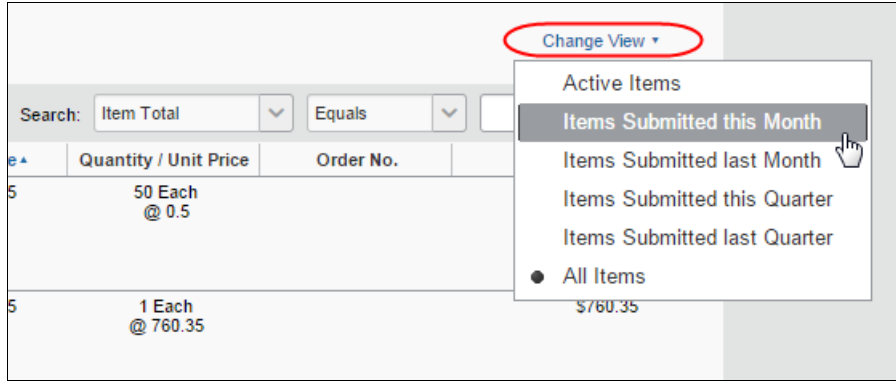 Change View ▾
Active Items
Search: Item Total Equals
Items Submitted this Month
e▲ Quantity / Unit Price Order No.
Items Submitted last Month
5 50 Each
@ 0.5
Items Submitted this Quarter
Items Submitted last Quarter
● All Items
5 1 Each $760.35
@ 760.35